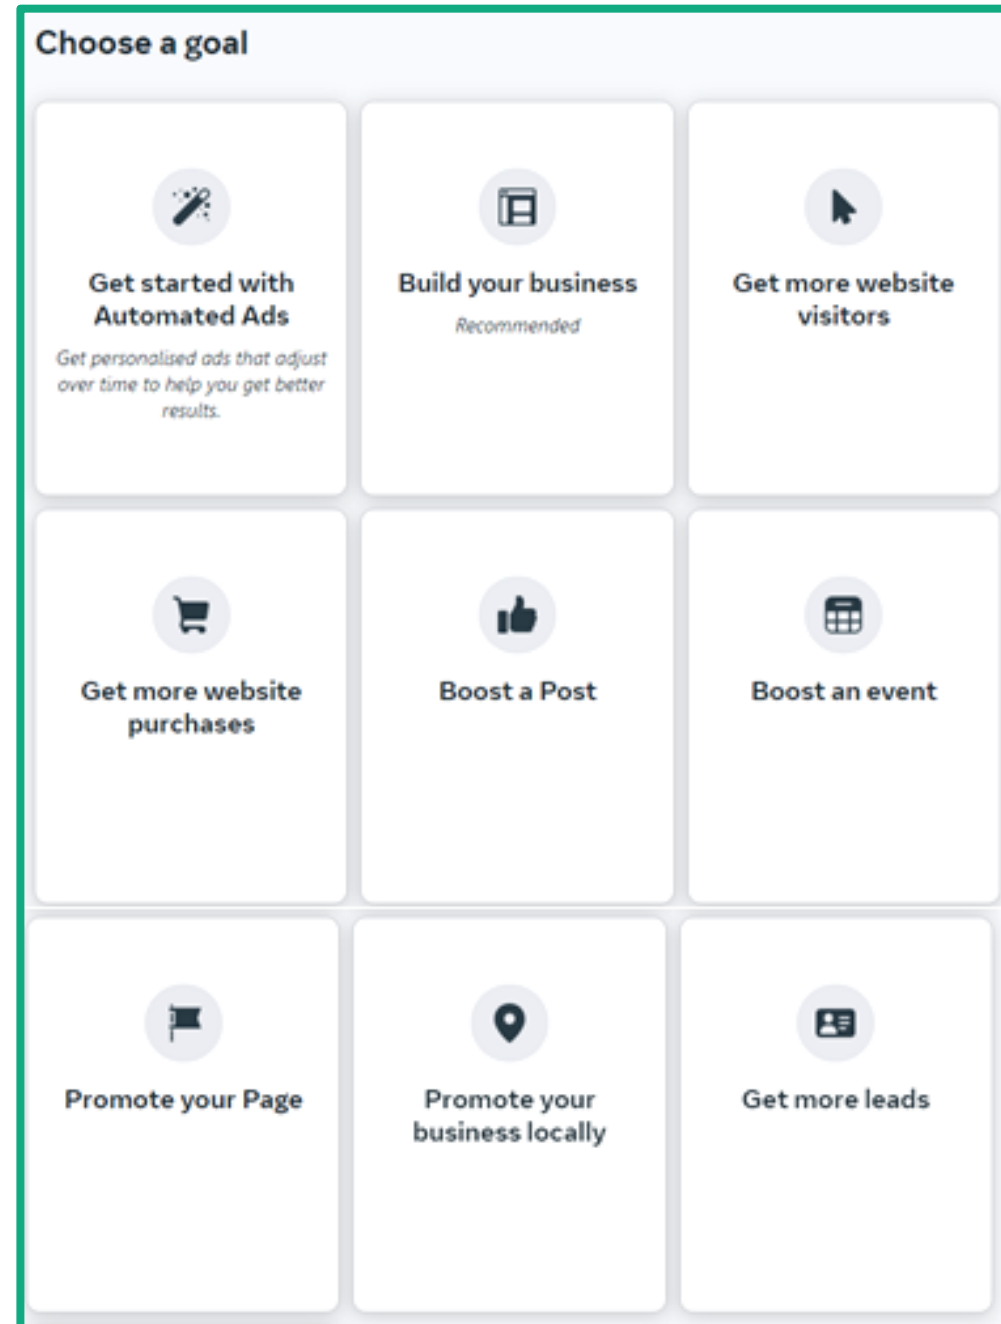 Choose a goal
Get started with
Automated Ads
Get personalised ads that adjust
over time to help you get better
results.
Build your business
Recommended
Get more website
visitors
Get more website
purchases
Boost a Post
Boost an event
Promote your Page
Promote your
business locally
Get more leads